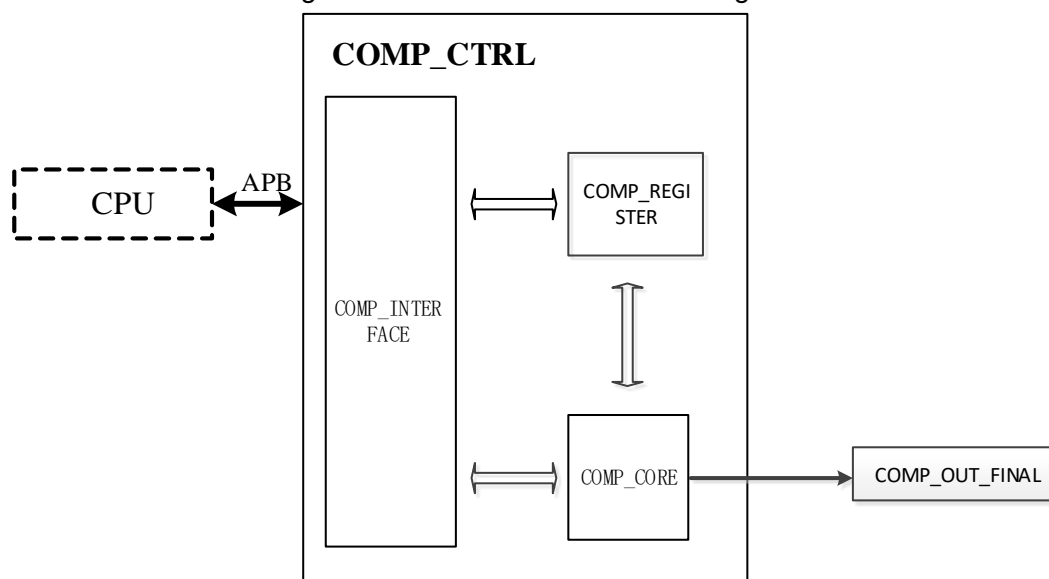 COMP_CTRL
CPU
APB
COMP_REGI
STER
COMP_INTER
FACE
COMP_CORE
COMP_OUT_FINAL